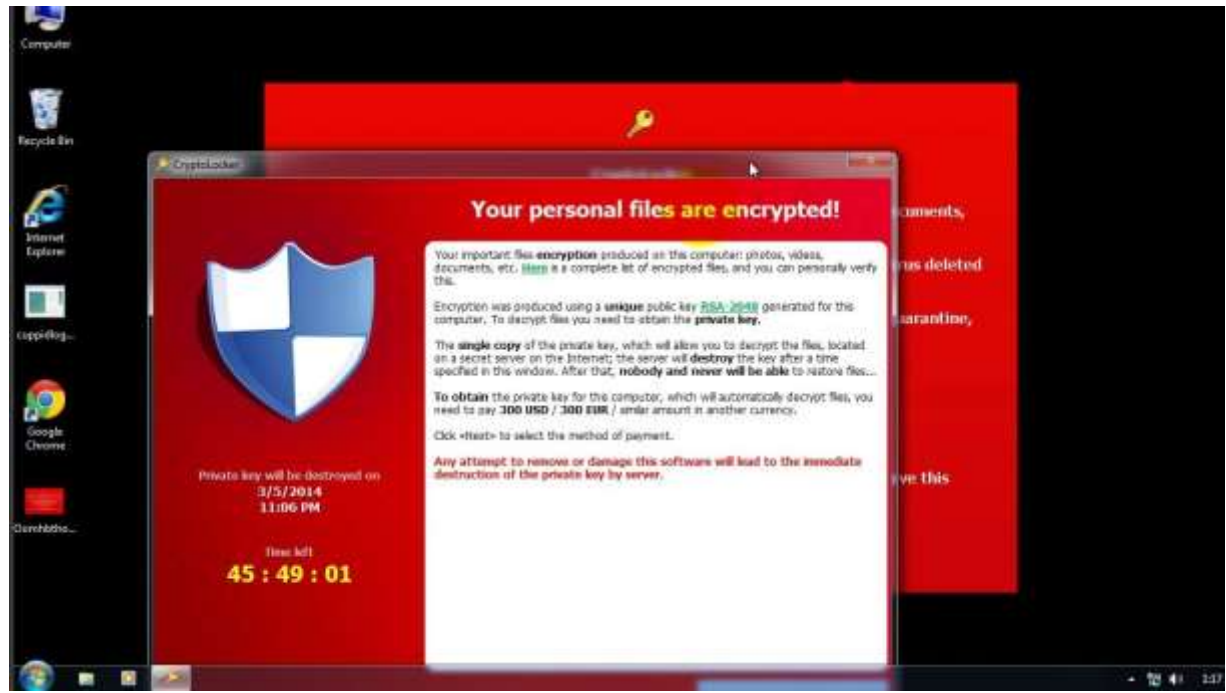 Computer
Recycle Bin
Internet
Explorer
Google
Chrome
CryptoLocker
Your personal files are encrypted!
Your important files encryption produced on this computer: photos, videos,
documents, etc. Here is a complete list of encrypted files, and you can personally verify
this.
Encryption was produced using a unique public key RSA-2048 generated for this
computer. To decrypt files you need to obtain the private key.
The single copy of the private key, which will allow you to decrypt the files, located
on a secret server on the Internet; the server will destroy the key after a time
specified in this window. After that, nobody and never will be able to restore files...
To obtain the private key for this computer, which will automatically decrypt files, you
need to pay 300 USD / 300 EUR / similar amount in another currency.
Click «Next» to select the method of payment.
Any attempt to remove or damage this software will lead to the immediate
destruction of the private key by server.
Private key will be destroyed on
3/5/2014
11:06 PM
Time left
45 : 49 : 01
cuments,
rus deleted
uarantine,
ve this